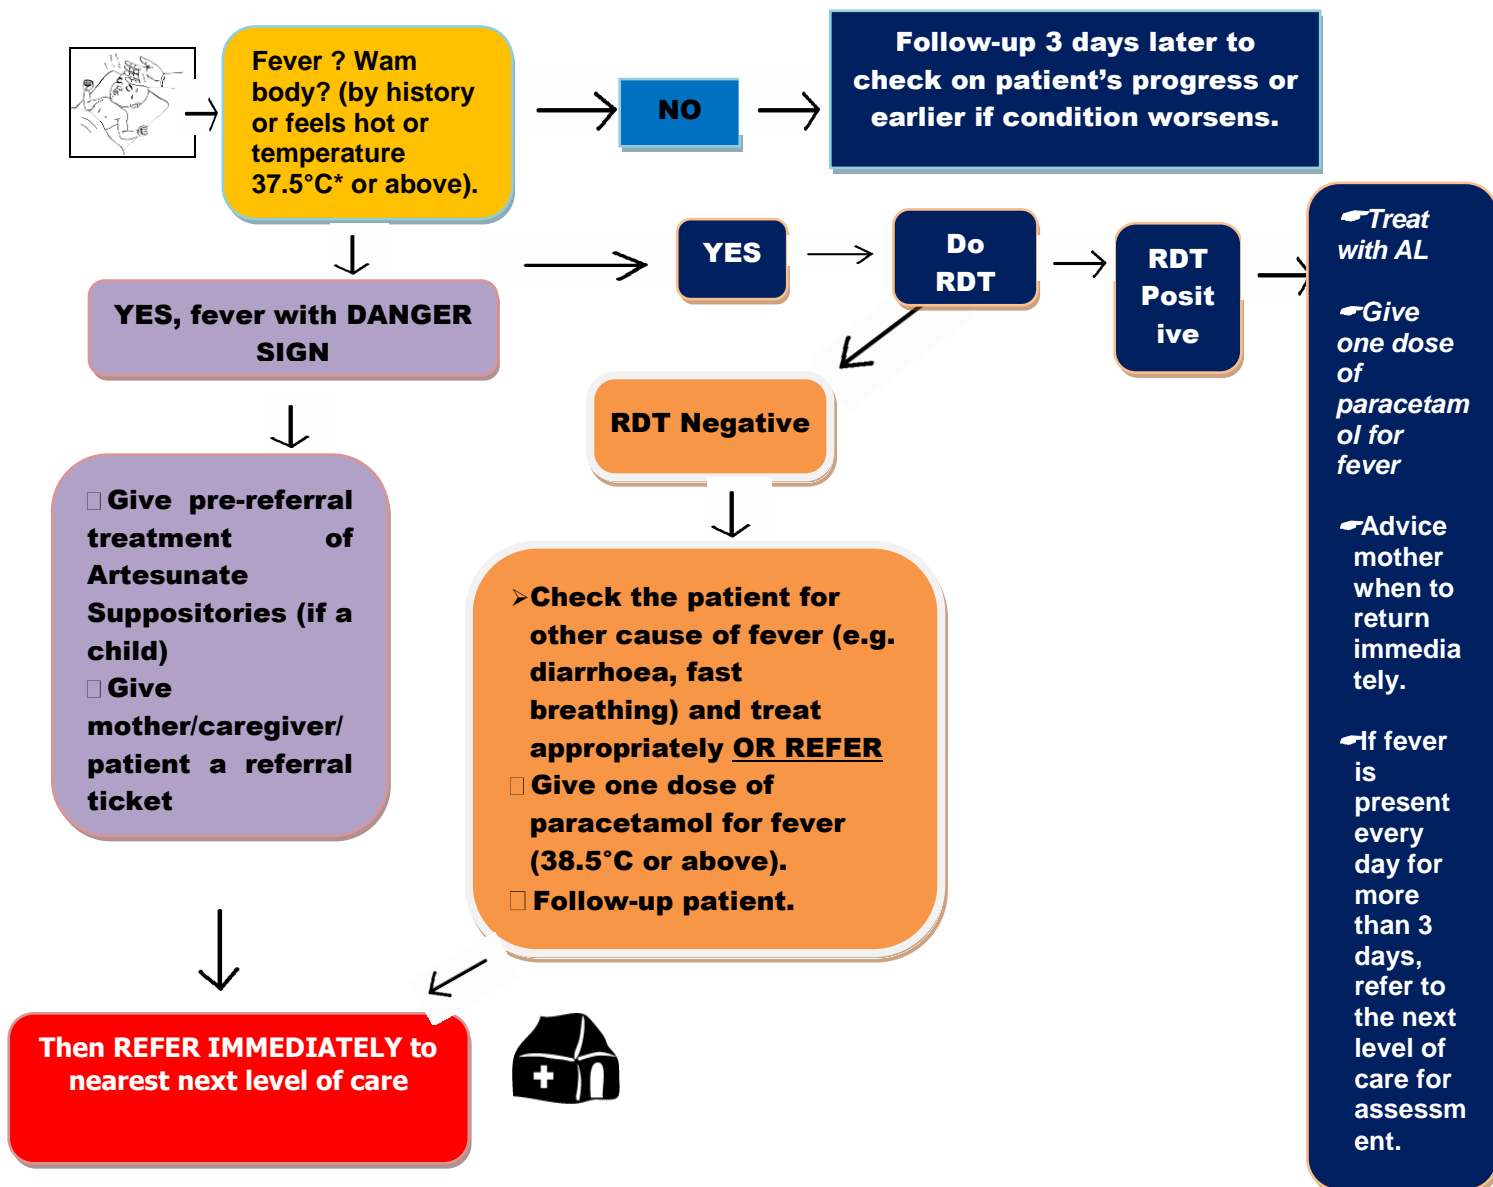 Fever ? Wam
body? (by history
or feels hot or
temperature
37.5°C* or above).
NO
Follow-up 3 days later to
check on patient's progress or
earlier if condition worsens.
YES
Do
RDT
RDT
Posit
ive
☛Treat
with AL
☛Give
one dose
of
paracetam
ol for
fever
☛Advice
mother
when to
return
immedia
tely.
☛If fever
is
present
every
day for
more
than 3
days,
refer to
the next
level of
care for
assessm
ent.
YES, fever with DANGER
SIGN
RDT Negative
Give pre-referral
treatment of
Artesunate
Suppositories (if a
child)
Give
mother/caregiver/
patient a referral
ticket
➢Check the patient for
other cause of fever (e.g.
diarrhoea, fast
breathing) and treat
appropriately OR REFER
Give one dose of
paracetamol for fever
(38.5°C or above).
Follow-up patient.
Then REFER IMMEDIATELY to
nearest next level of care